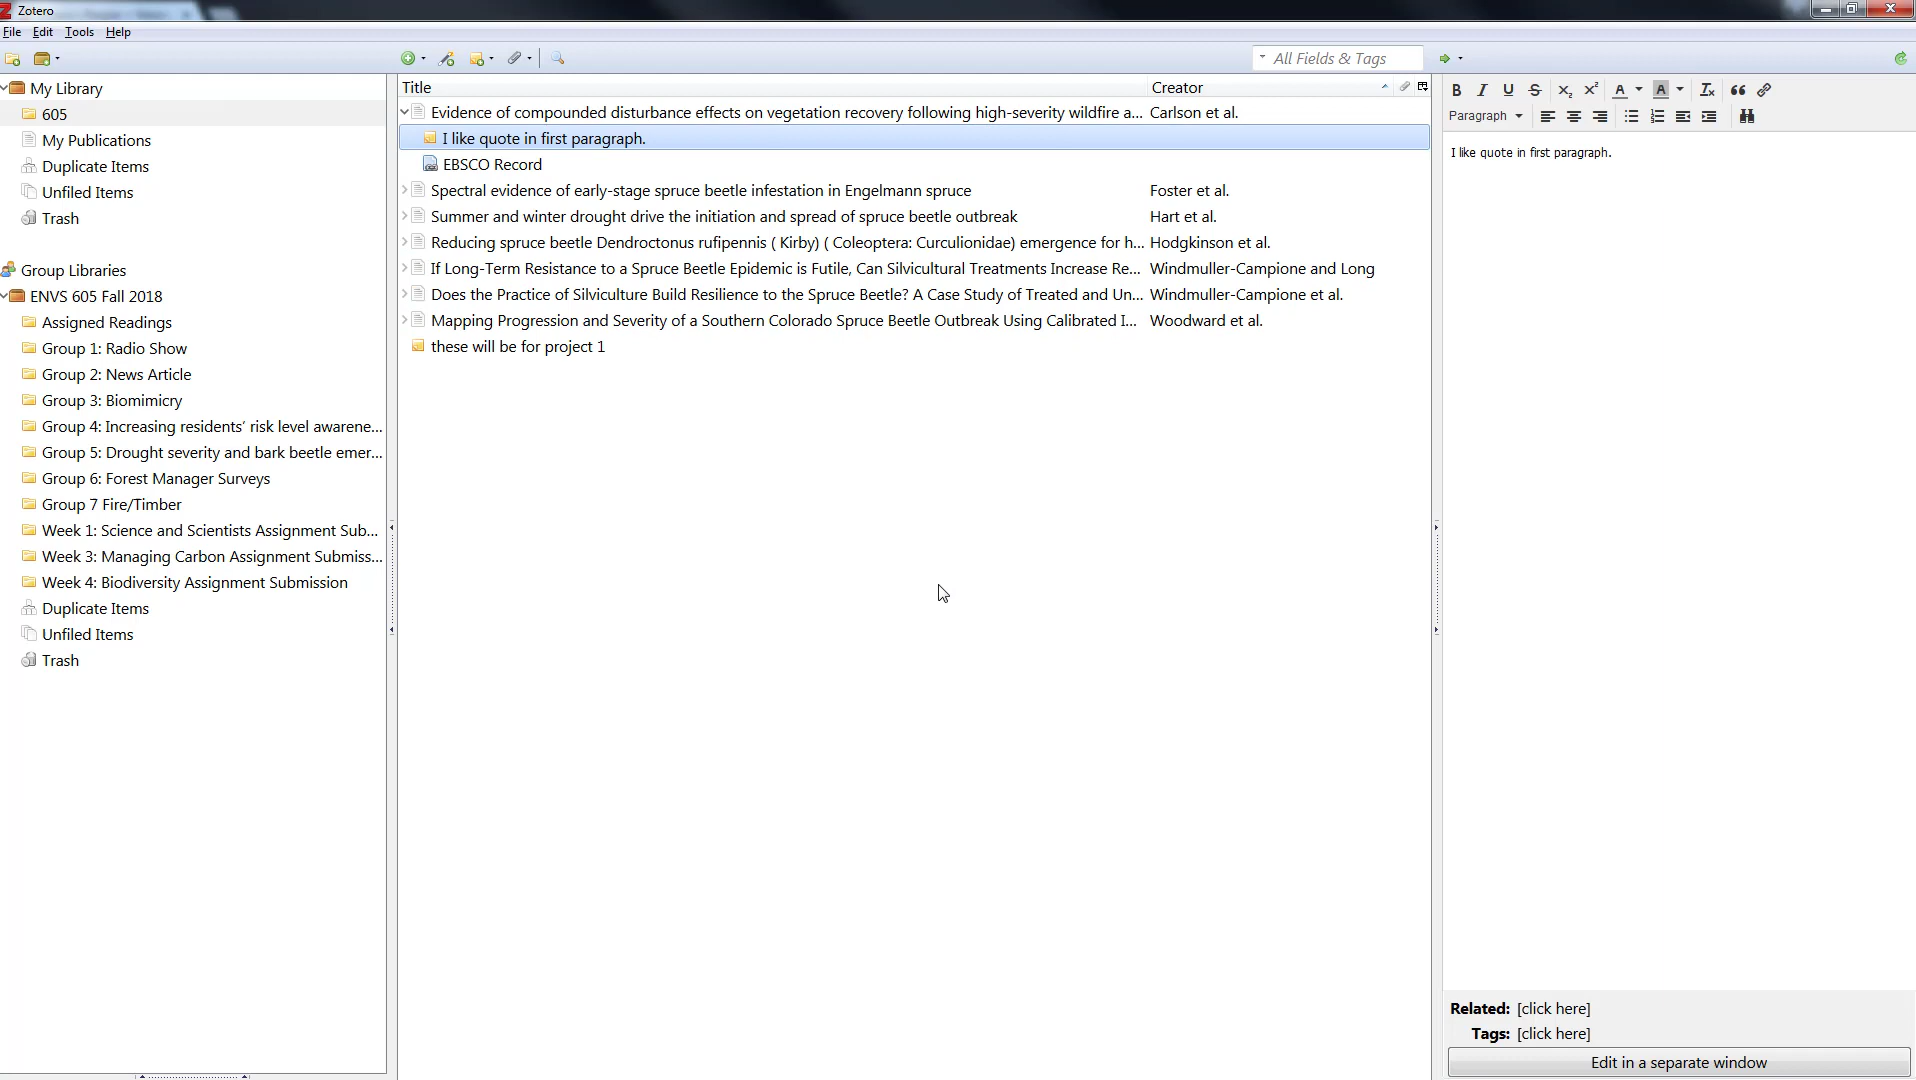 Zotero
File Edit Tools Help
All Fields & Tags
My Library
605
My Publications
Duplicate Items
Unfiled Items
Trash
Group Libraries
ENVS 605 Fall 2018
Assigned Readings
Group 1: Radio Show
Group 2: News Article
Group 3: Biomimicry
Group 4: Increasing residents' risk level awarene...
Group 5: Drought severity and bark beetle emer...
Group 6: Forest Manager Surveys
Group 7 Fire/Timber
Week 1: Science and Scientists Assignment Sub...
Week 3: Managing Carbon Assignment Submiss...
Week 4: Biodiversity Assignment Submission
Duplicate Items
Unfiled Items
Trash
Title Creator
Evidence of compounded disturbance effects on vegetation recovery following high-severity wildfire a... Carlson et al.
I like quote in first paragraph.
EBSCO Record
Spectral evidence of early-stage spruce beetle infestation in Engelmann spruce Foster et al.
Summer and winter drought drive the initiation and spread of spruce beetle outbreak Hart et al.
Reducing spruce beetle Dendroctonus rufipennis ( Kirby) ( Coleoptera: Curculionidae) emergence for h... Hodgkinson et al.
If Long-Term Resistance to a Spruce Beetle Epidemic is Futile, Can Silvicultural Treatments Increase Re... Windmuller-Campione and Long
Does the Practice of Silviculture Build Resilience to the Spruce Beetle? A Case Study of Treated and Un... Windmuller-Campione et al.
Mapping Progression and Severity of a Southern Colorado Spruce Beetle Outbreak Using Calibrated I... Woodward et al.
these will be for project 1
B I U S X₂ X² A A Tx
Paragraph
I like quote in first paragraph.
Related: [click here]
Tags: [click here]
Edit in a separate window